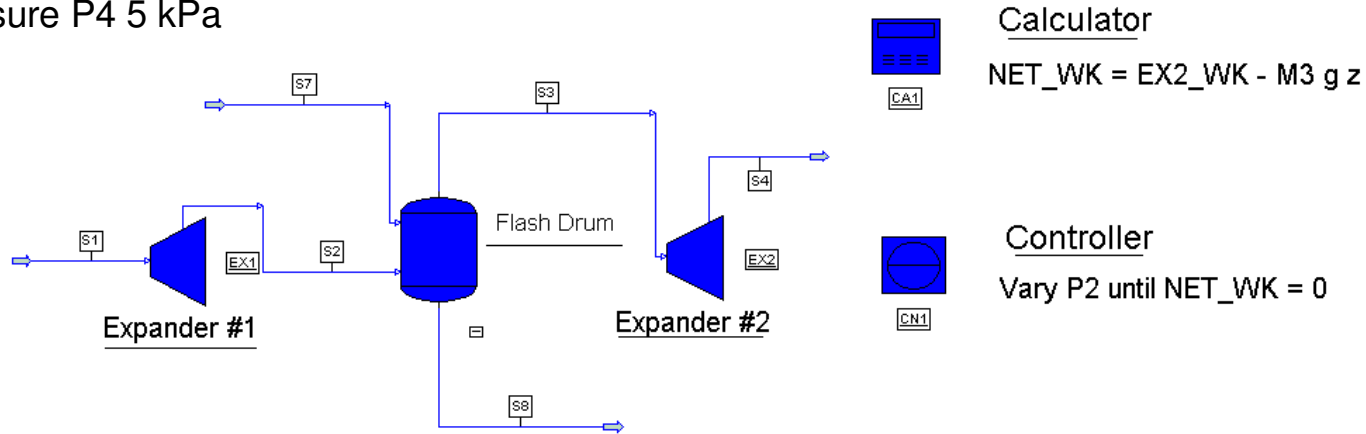 sure P4 5 kPa
Calculator
NET_WK = EX2_WK - M3 g z
CA1
S7
S3
S4
S1
S2
EX1
Flash Drum
EX2
Expander #1
Expander #2
Controller
Vary P2 until NET_WK = 0
CN1
S8